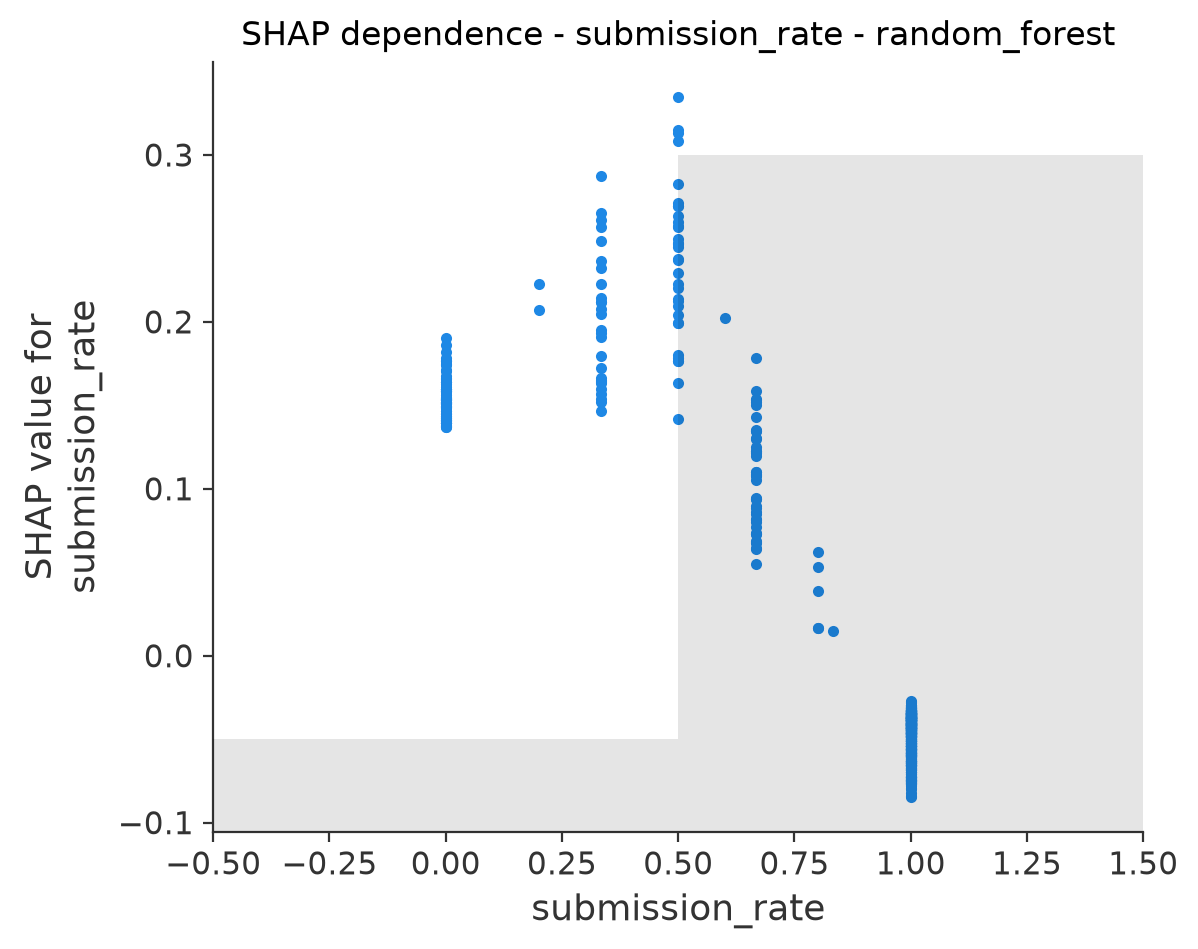 SHAP dependence - submission_rate - random_forest
SHAP value for
submission_rate
0.3
0.2
0.1
0.0
−0.1
−0.50 −0.25 0.00 0.25 0.50 0.75 1.00 1.25 1.50
submission_rate